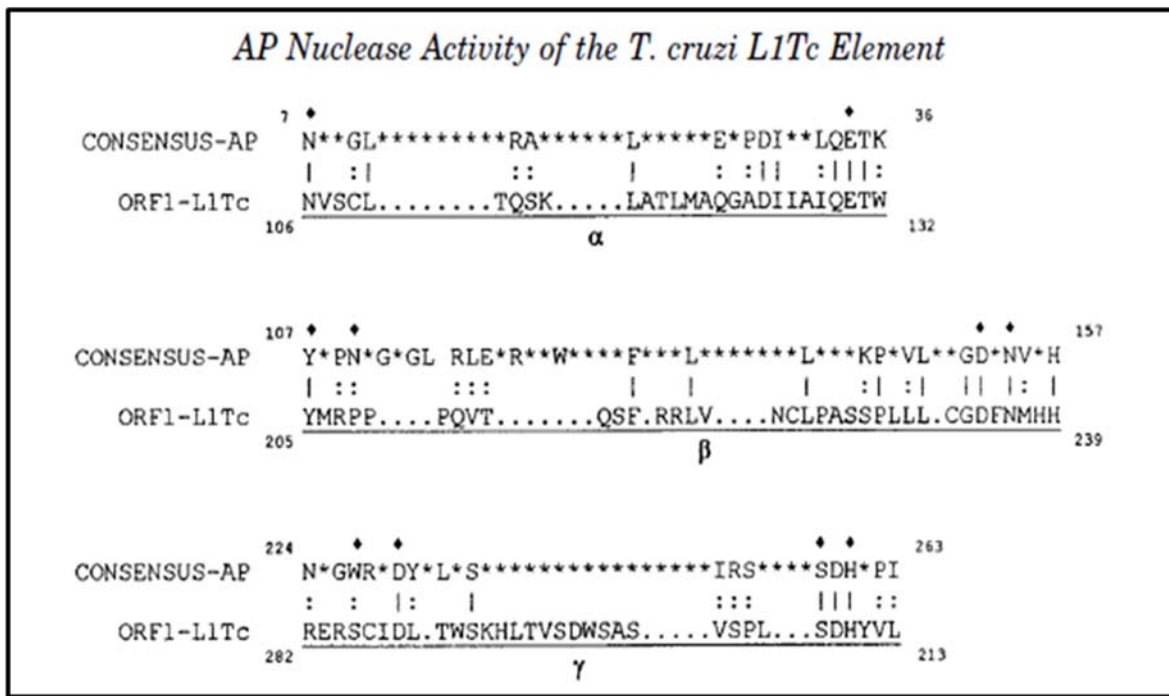 AP Nuclease Activity of the T. cruzi L1Tc Element
7 ♦ ♦ 36
CONSENSUS-AP N**GL*********RA******L*****E*PDI**LQETK
| :| :: | : :|| :|||:
ORF1-L1Tc NVSCL........TQSK.....LATLMAQGADIIAIQETW
106 132
α
107 ♦ ♦ ♦ ♦ 157
CONSENSUS-AP Y*PN*G*GL RLE*R**W****F***L*******L***KP*VL**GD*NV*H
| :: ::: | | | :| :| || |: |
ORF1-L1Tc YMRPP....PQVT.......QSF.RRLV....NCLPASSPLLL.CGDFNMHH
205 239
β
224 ♦ ♦ ♦ ♦ 263
CONSENSUS-AP N*GWR*DY*L*S*****************IRS****SDH*PI
: : |: | ::: ||| ::
ORF1-L1Tc RERSCIDL.TWSKHLTVSDWSAS.....VSPL...SDHYVL
282 213
γ